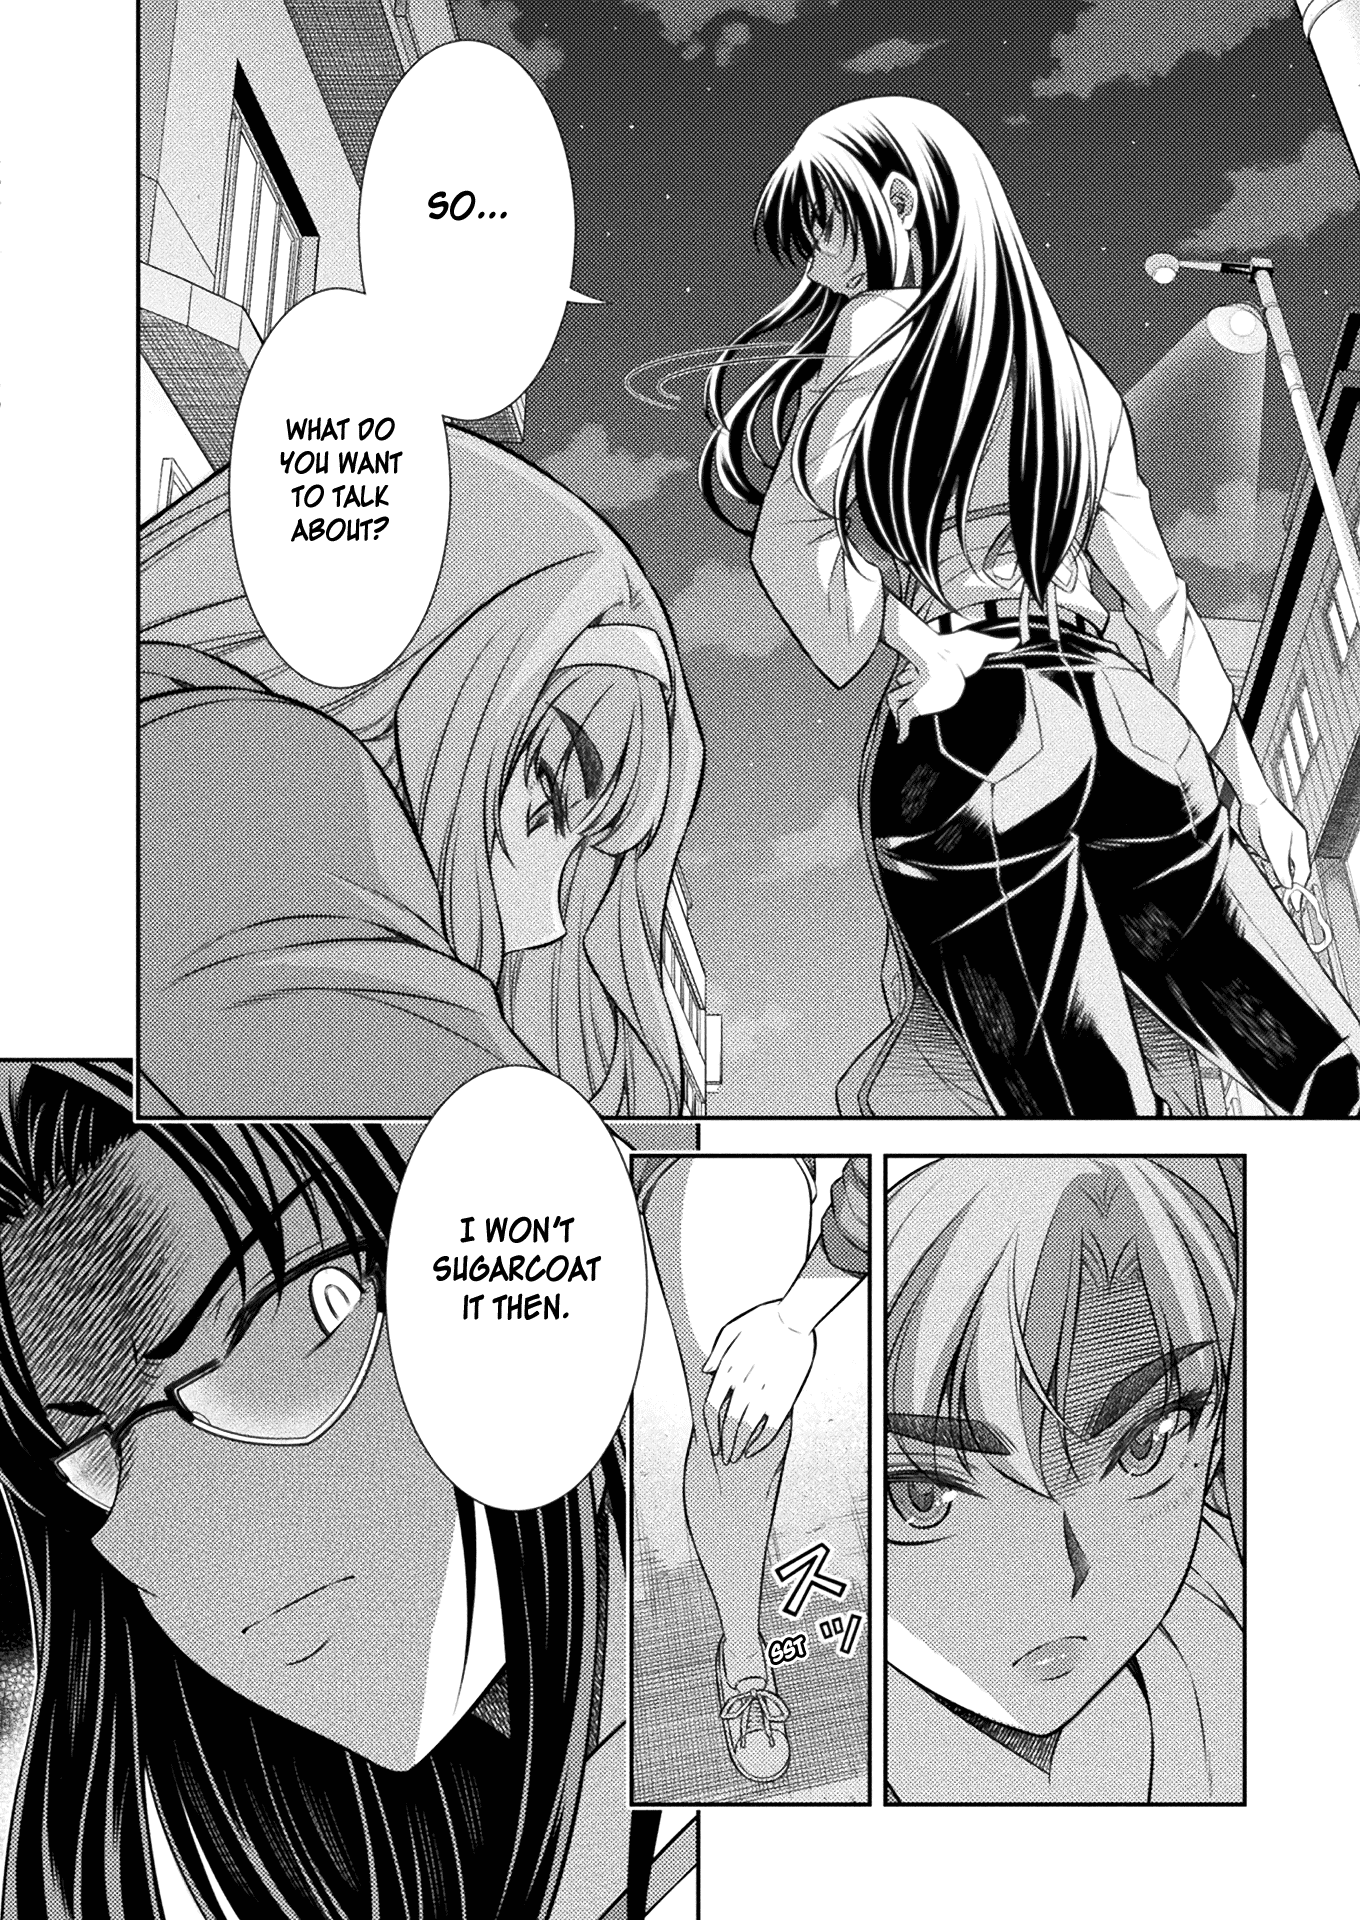 SO...
WHAT DO
YOU WANT
TO TALK
ABOUT?
スッ
SST
I WON'T
SUGARCOAT
IT THEN.